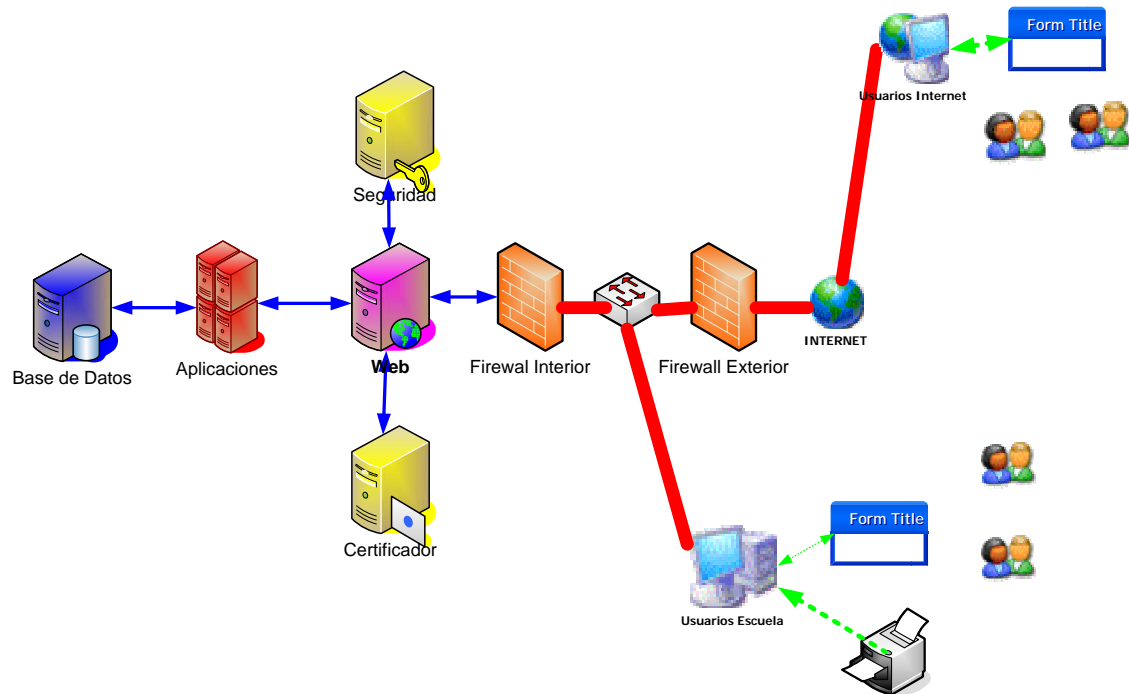 Form Title
Usuarios Internet
Seguridad
Base de Datos
Aplicaciones
Web
Firewal Interior
Firewall Exterior
INTERNET
Certificador
Form Title
Usuarios Escuela